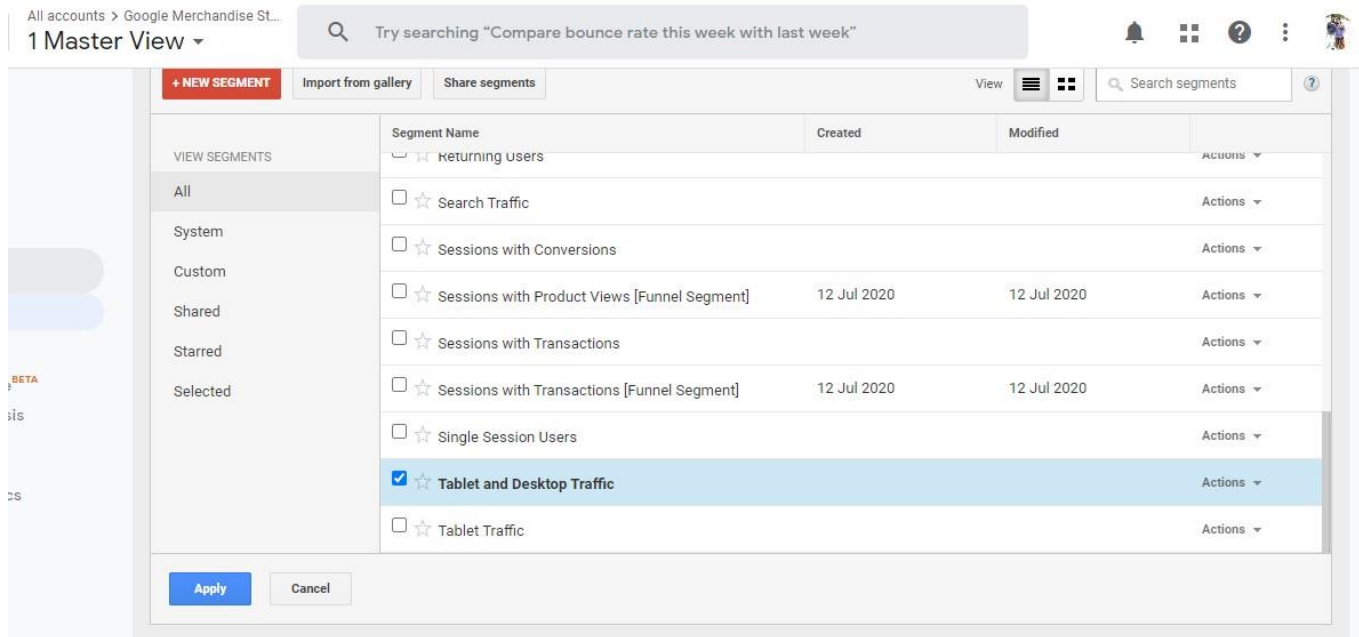 All accounts > Google Merchandise St...
1 Master View
Try searching “Compare bounce rate this week with last week”
+ NEW SEGMENT Import from gallery Share segments View Search segments ?
Segment Name Created Modified
VIEW SEGMENTS
Returning Users Actions
All
Search Traffic Actions
System
Sessions with Conversions Actions
Custom
Sessions with Product Views [Funnel Segment] 12 Jul 2020 12 Jul 2020 Actions
Shared
Sessions with Transactions Actions
Starred
BETA
Sessions with Transactions [Funnel Segment] 12 Jul 2020 12 Jul 2020 Actions
Selected
sis
Single Session Users Actions
Tablet and Desktop Traffic Actions
cs
Tablet Traffic Actions
Apply Cancel